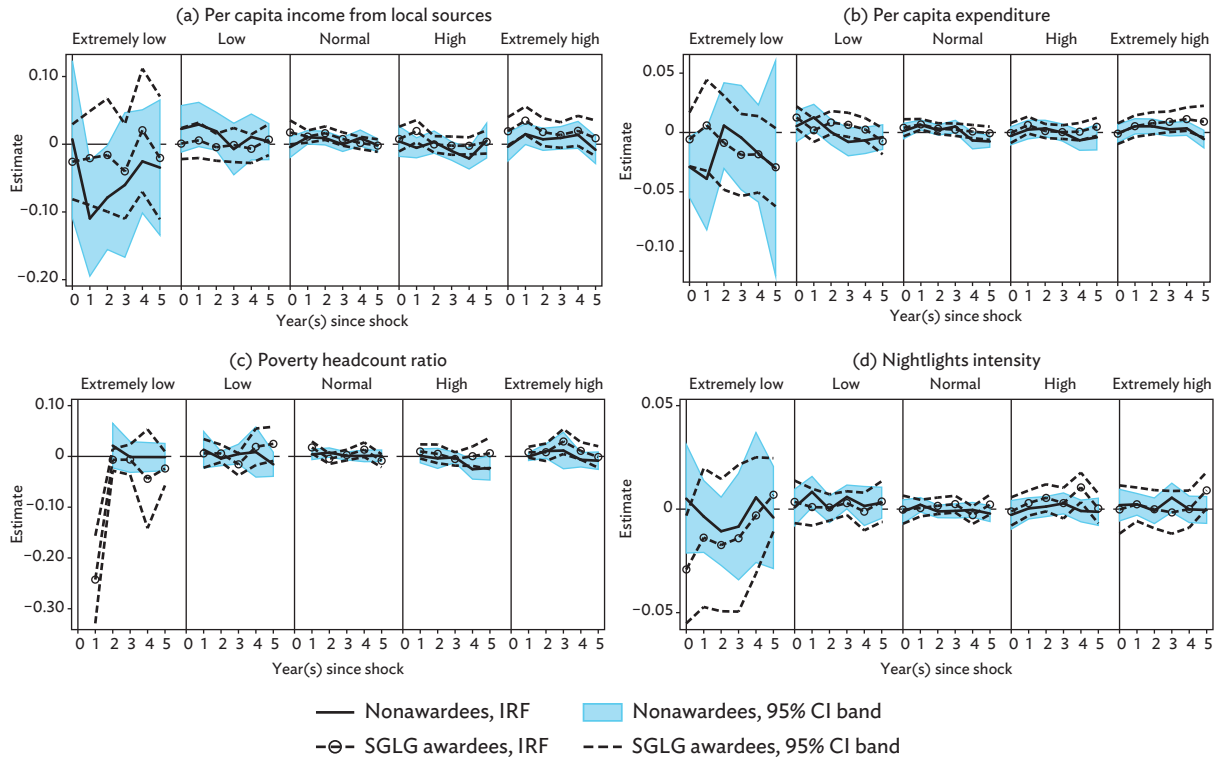 (a) Per capita income from local sources
Extremely low Low Normal High Extremely high
0.10
0
−0.10
−0.20
Estimate
0 1 2 3 4 5 0 1 2 3 4 5 0 1 2 3 4 5 0 1 2 3 4 5 0 1 2 3 4 5
Year(s) since shock
(b) Per capita expenditure
Extremely low Low Normal High Extremely high
0.05
0
−0.05
−0.10
Estimate
0 1 2 3 4 5 0 1 2 3 4 5 0 1 2 3 4 5 0 1 2 3 4 5 0 1 2 3 4 5
Year(s) since shock
(c) Poverty headcount ratio
Extremely low Low Normal High Extremely high
0.10
0
−0.10
−0.20
−0.30
Estimate
0 1 2 3 4 5 0 1 2 3 4 5 0 1 2 3 4 5 0 1 2 3 4 5 0 1 2 3 4 5
Year(s) since shock
(d) Nightlights intensity
Extremely low Low Normal High Extremely high
0.05
0
−0.05
Estimate
0 1 2 3 4 5 0 1 2 3 4 5 0 1 2 3 4 5 0 1 2 3 4 5 0 1 2 3 4 5
Year(s) since shock
Nonawardees, IRF Nonawardees, 95% CI band
SGLG awardees, IRF SGLG awardees, 95% CI band